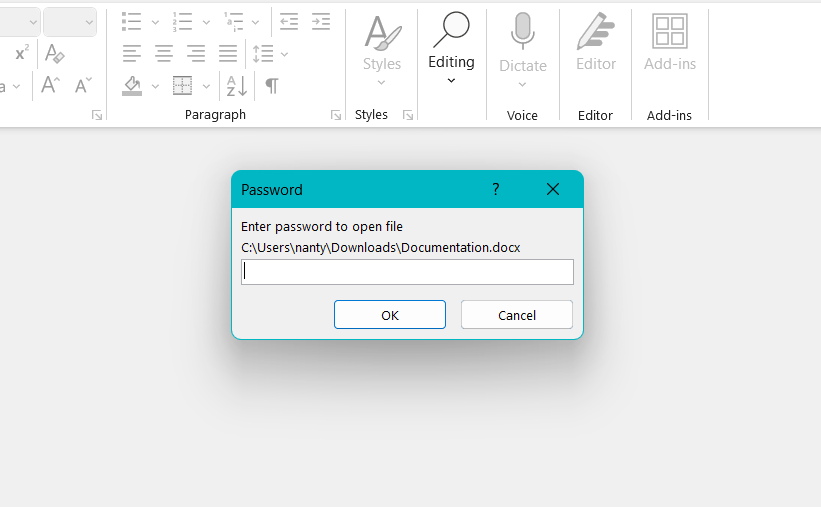 x²
A
a
A
A
A
Z
¶
Styles
Editing
Dictate
Editor
Add-ins
Paragraph
Styles
Voice
Editor
Add-ins
Password
?
Enter password to open file
C:\Users\nanty\Downloads\Documentation.docx
OK
Cancel